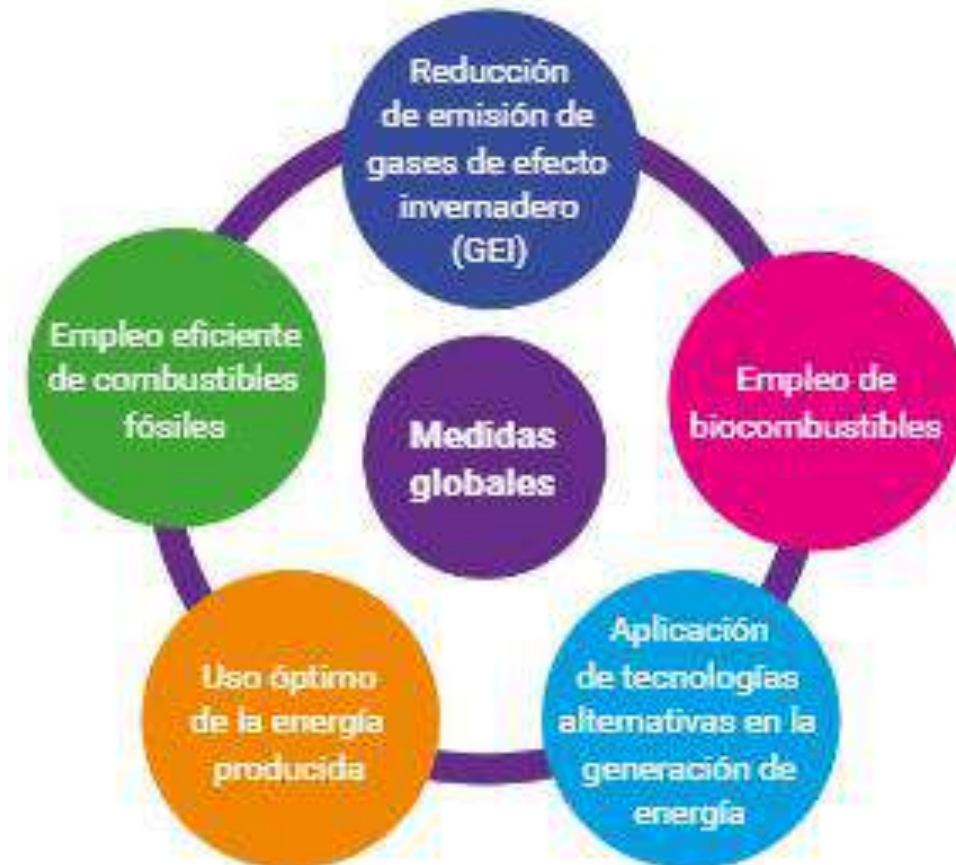 Reducción
de emisión de
gases de efecto
invernadero
(GEI)
Empleo eficiente
de combustibles
fósiles
Medidas
globales
Empleo de
biocombustibles
Uso óptimo
de la energía
producida
Aplicación
de tecnologías
alternativas en la
generación de
energía